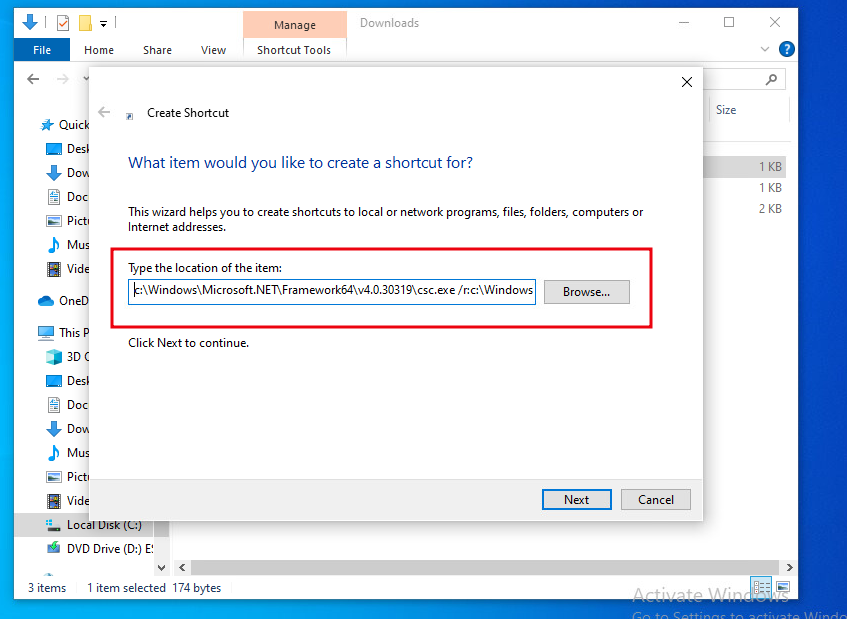 Manage
Downloads
File
Home
Share
View
Shortcut Tools
Create Shortcut
Size
What item would you like to create a shortcut for?
Quick
Desk
Dow
Doc
Pictu
Mus
Vide
OneD
This P
3D O
Desk
Doc
Dow
Mus
Pictu
Vide
Local Disk (C:)
DVD Drive (D:) ES
1 KB
1 KB
2 KB
This wizard helps you to create shortcuts to local or network programs, files, folders, computers or
Internet addresses.
Type the location of the item:
c:\Windows\Microsoft.NET\Framework64\v4.0.30319\csc.exe /r:c:\Windows
Browse...
Click Next to continue.
Next
Cancel
3 items
1 item selected
174 bytes
Activate Windows
Go to Settings to activate Windo